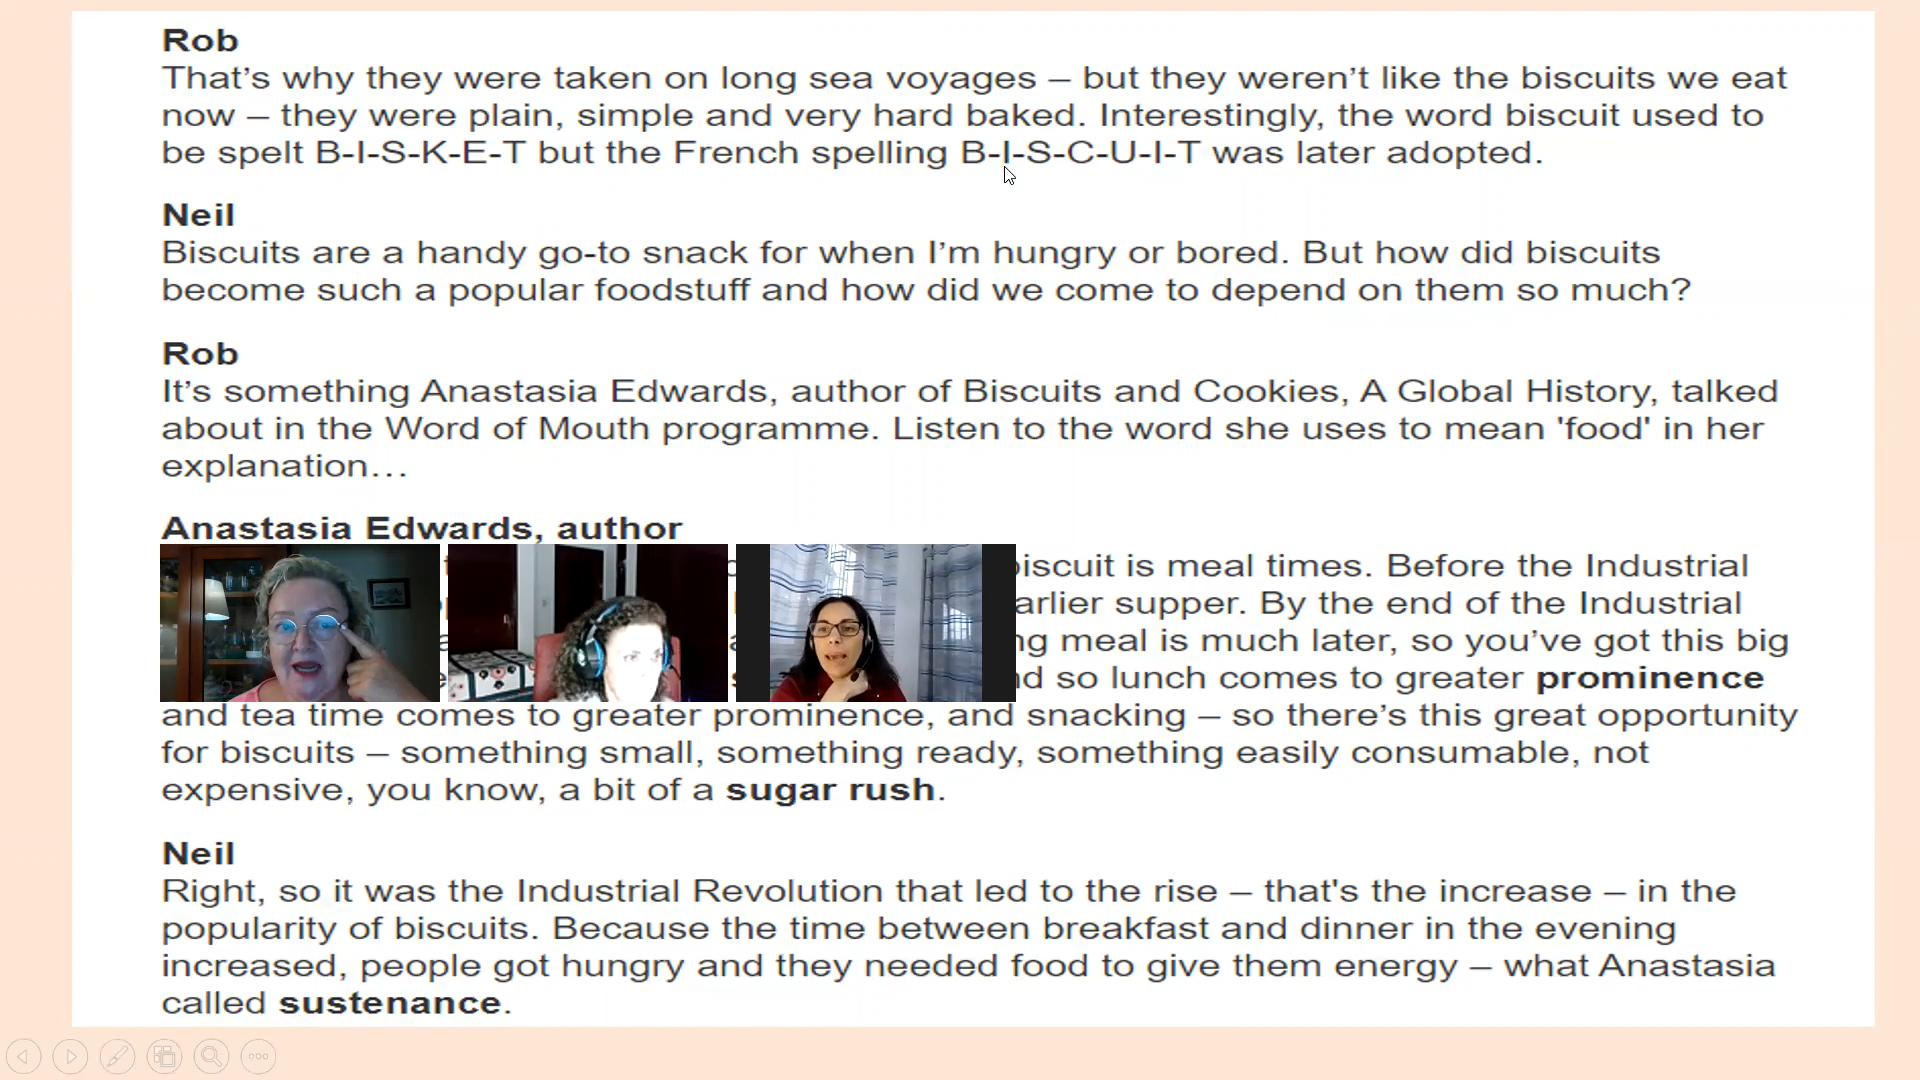 Rob
That’s why they were taken on long sea voyages – but they weren’t like the biscuits we eat
now – they were plain, simple and very hard baked. Interestingly, the word biscuit used to
be spelt B-I-S-K-E-T but the French spelling B-I-S-C-U-I-T was later adopted.
Neil
Biscuits are a handy go-to snack for when I’m hungry or bored. But how did biscuits
become such a popular foodstuff and how did we come to depend on them so much?
Rob
It’s something Anastasia Edwards, author of Biscuits and Cookies, A Global History, talked
about in the Word of Mouth programme. Listen to the word she uses to mean 'food' in her
explanation…
Anastasia Edwards, author
is meal times. Before the Industrial
supper. By the end of the Industrial
meal is much later, so you’ve got this big
so lunch comes to greater prominence
and tea time comes to greater prominence, and snacking – so there’s this great opportunity
for biscuits – something small, something ready, something easily consumable, not
expensive, you know, a bit of a sugar rush.
Neil
Right, so it was the Industrial Revolution that led to the rise – that's the increase – in the
popularity of biscuits. Because the time between breakfast and dinner in the evening
increased, people got hungry and they needed food to give them energy – what Anastasia
called sustenance.